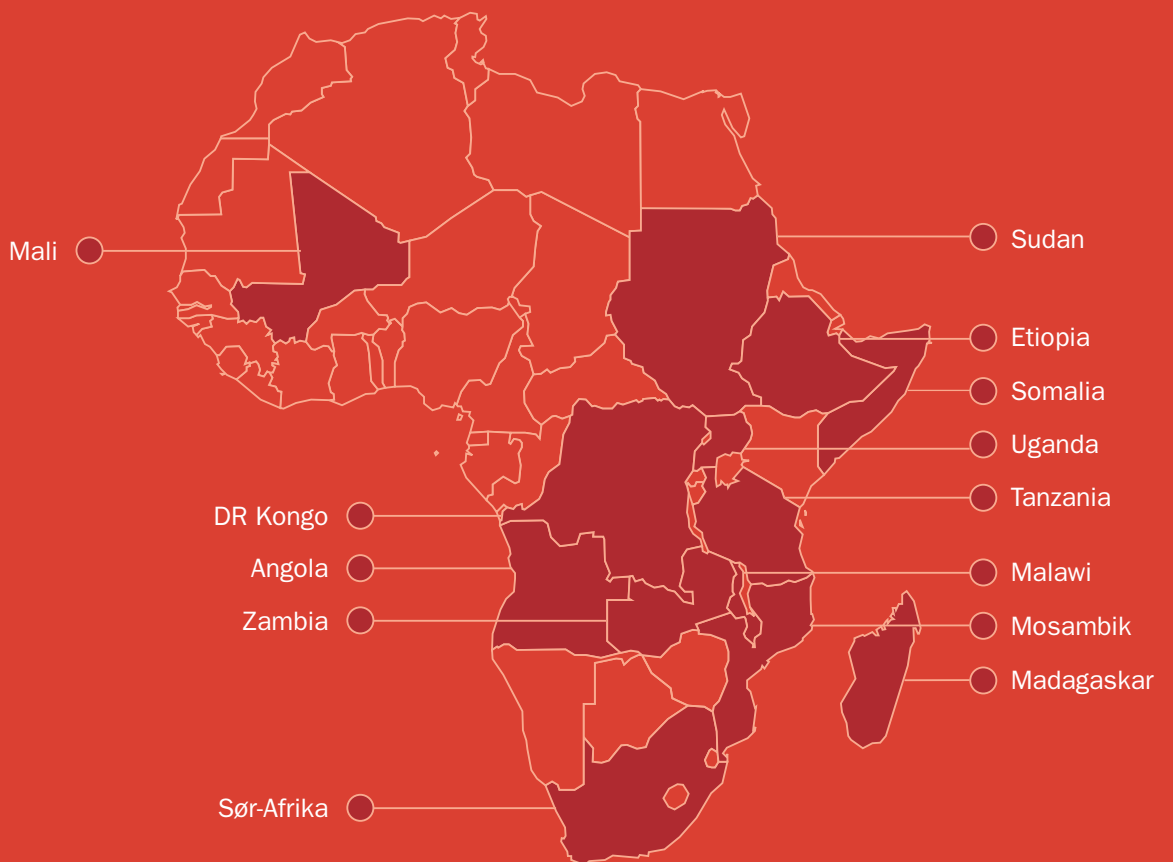 Mali
DR Kongo
Angola
Zambia
Sør-Afrika
Sudan
Etiopia
Somalia
Uganda
Tanzania
Malawi
Mosambik
Madagaskar